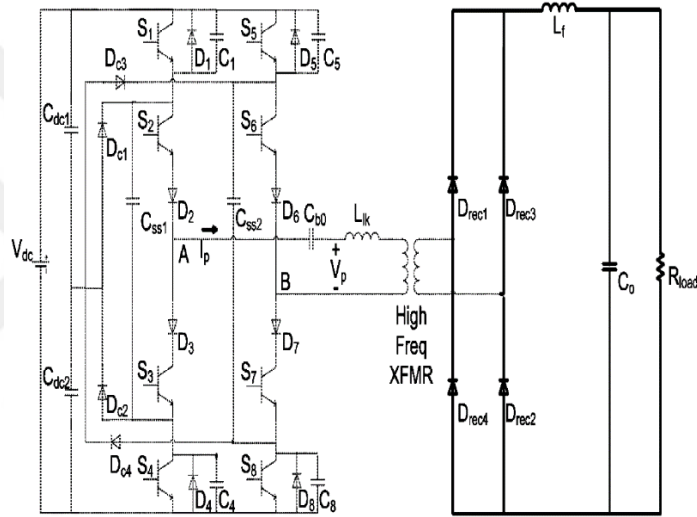 S1
D1
C1
S5
D5
C5
Lf
Dc3
Cdc1
Dc1
S2
S6
Css1
D2
Css2
D6
Cb0
Llk
Drec1
Drec3
Vdc
A
Ip
+
Vp
-
B
Co
Rload
High
Freq
XFMR
D3
D7
Cdc2
Dc2
S3
S7
Drec4
Drec2
Dc4
S4
D4
C4
S8
D8
C8